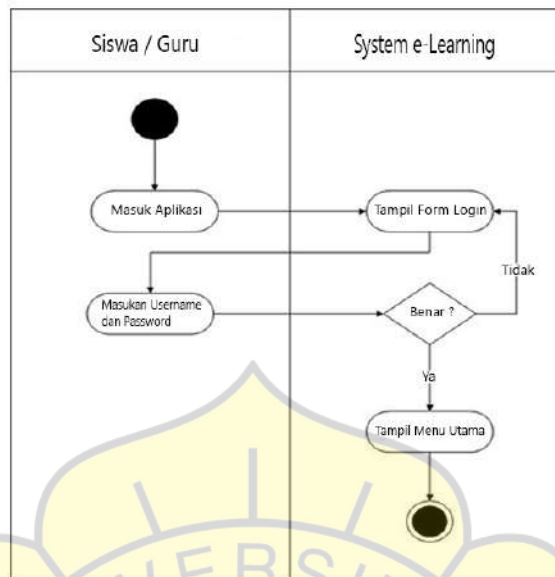 Siswa / Guru
System e-Learning
Masuk Aplikasi
Tampil Form Login
Tidak
Masukan Username
dan Password
Benar ?
Ya
Tampil Menu Utama
VERSI